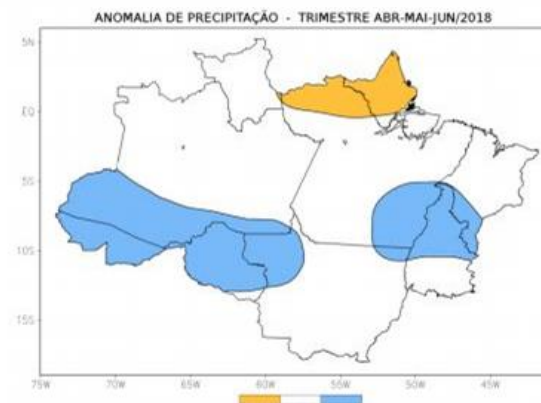 ANOMALIA DE PRECIPITAÇÃO - TRIMESTRE ABR-MAI-JUN/2018
5N
EQ
5S
10S
15S
75W 70W 65W 60W 55W 50W 45W